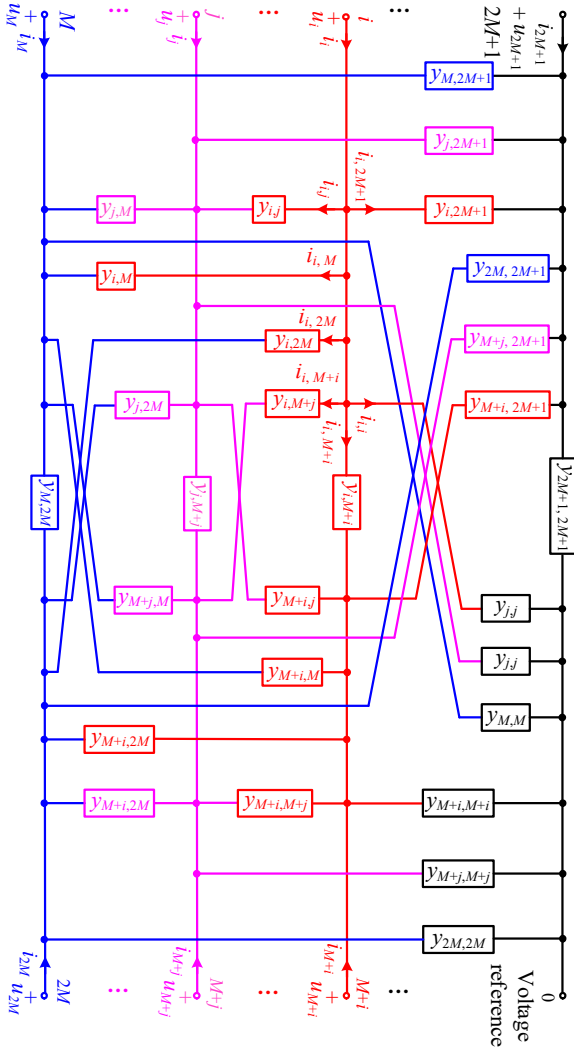 M
+
u_M
i_M
...
j
+
u_j
i_j
...
i
+
u_i
i_i
...
2M+1
+ u_{2M+1}
i_{2M+1}
y_{M,2M+1}
y_{j,2M+1}
i_{i, 2M+1}
i_{i,j}
y_{j,M}
y_{i,j}
y_{i,2M+1}
i_{i, M}
y_{i,M}
y_{2M, 2M+1}
i_{i, 2M}
y_{i,2M}
y_{M+j, 2M+1}
i_{i, M+i}
y_{j,2M}
y_{i,M+j}
i_{i, M+i}
i_{i,i}
y_{M+i, 2M+1}
y_{M,2M}
y_{j,M+j}
y_{i,M+i}
y_{2M+1, 2M+1}
y_{M+j,M}
y_{M+i,j}
y_{j,j}
y_{M+i,M}
y_{j,j}
y_{M,M}
y_{M+i,2M}
y_{M+i,2M}
y_{M+i,M+j}
y_{M+i,M+i}
y_{M+j,M+j}
y_{2M,2M}
i_{2M}
u_{2M}
+
2M
...
i_{M+j}
u_{M+j}
+
M+j
...
i_{M+i}
u_{M+i}
+
M+i
...
Voltage
reference
0